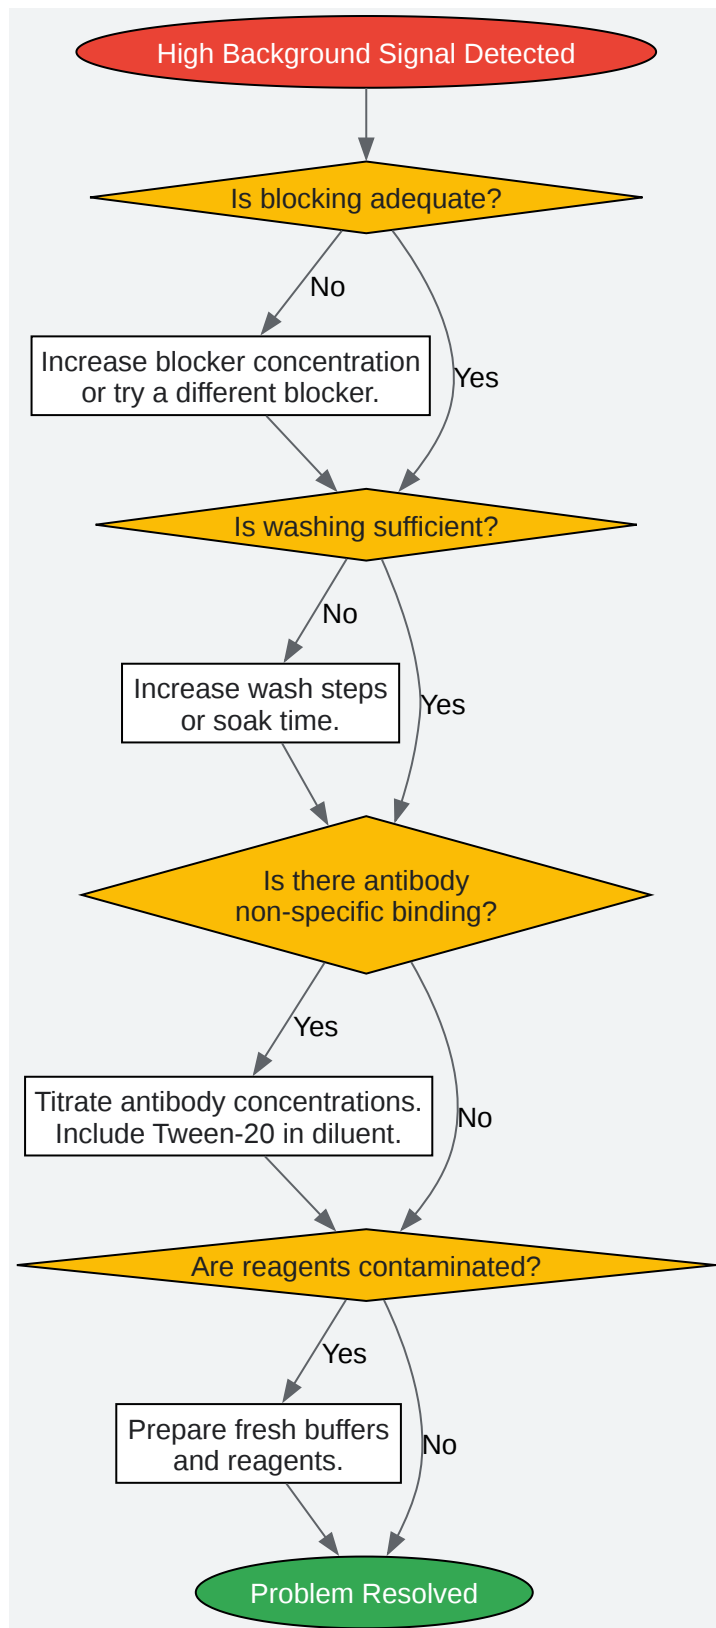 High Background Signal Detected
Is blocking adequate?
No
Increase blocker concentration
or try a different blocker.
Yes
Is washing sufficient?
No
Increase wash steps
or soak time.
Yes
Is there antibody
non-specific binding?
Yes
Titrate antibody concentrations.
Include Tween-20 in diluent.
No
Are reagents contaminated?
Yes
Prepare fresh buffers
and reagents.
No
Problem Resolved